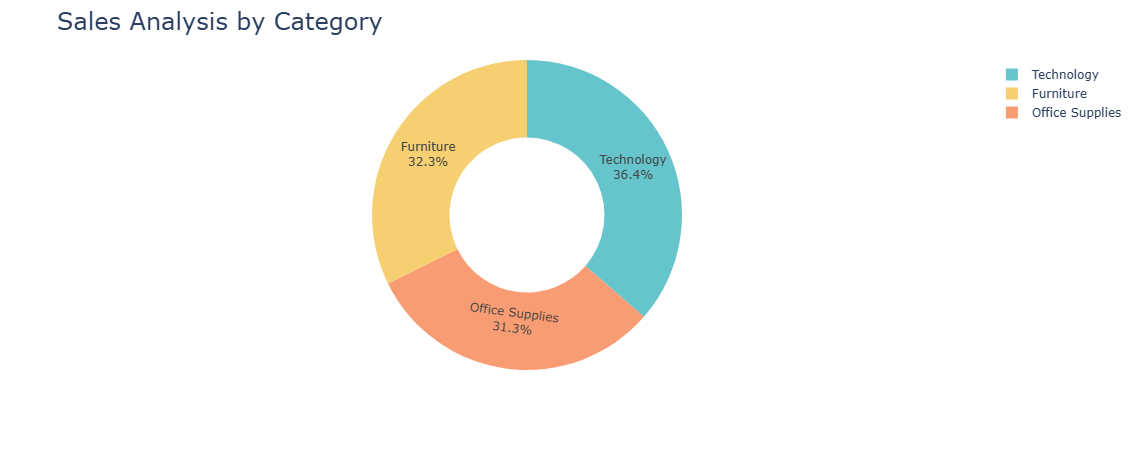 Sales Analysis by Category
Technology
Furniture
Office Supplies
Furniture
32.3%
Technology
36.4%
Office Supplies
31.3%